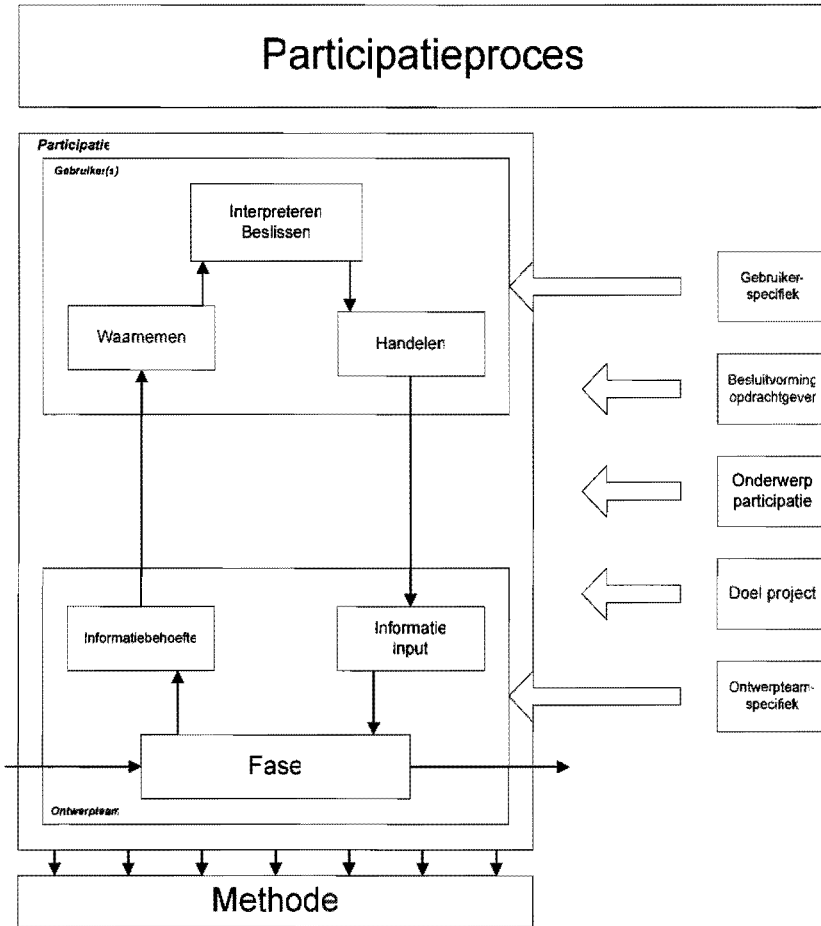 Participatieproces
Participatie
Gebruiker(s)
Interpreteren
Beslissen
Waarnemen
Handelen
Informatiebehoefte
Informatie
input
Fase
Ontwerpteam
Methode
Gebruiker-
specifiek
Besluitvorming
opdrachtgever
Onderwerp
participatie
Doel project
Ontwerpteam-
specifiek